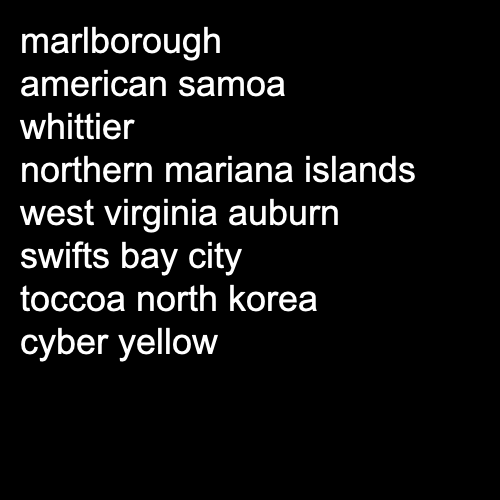 marlborough
american samoa
whittier
northern mariana islands
west virginia auburn
swifts bay city
toccoa north korea
cyber yellow